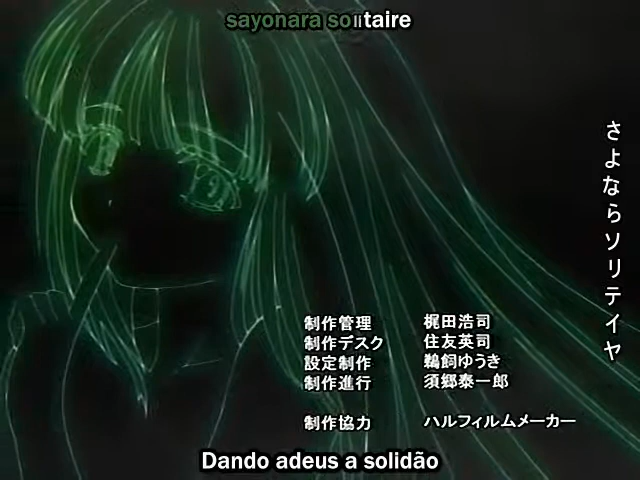 sayonara solitaire
さよならソリテイヤ
制作管理 梶田浩司
制作デスク 住友英司
設定制作 鵜飼ゆうき
制作進行 須郷泰一郎
制作協力 ハルフィルムメーカー
Dando adeus a solidão